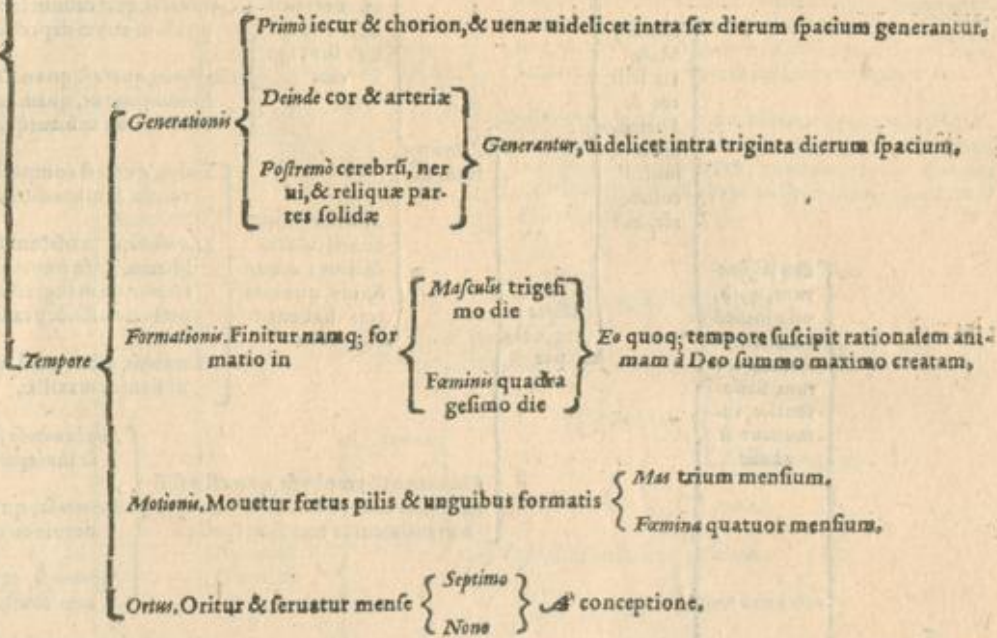 Primò iecur & chorion, & uenæ uidelicet intra sex dierum spacium generantur,
Generationis
Deinde cor & arteriæ
Postremò cerebrũ, ner
ui, & reliquæ par-
tes solidæ
Generantur, uidelicet intra triginta dierum spacium,
Tempore
Formationis. Finitur namq; for
matio in
Masculis trigesi
mo die
Fœminis quadra
gesimo die
Eo quoq; tempore suscipit rationalem ani-
mam à Deo summo maximo creatam,
Motionis. Mouetur fœtus pilis & unguibus formatis
Mas trium mensium,
Fœmina quatuor mensium,
Ortus. Oritur & seruatur mense
Septimo
Nono
A conceptione,